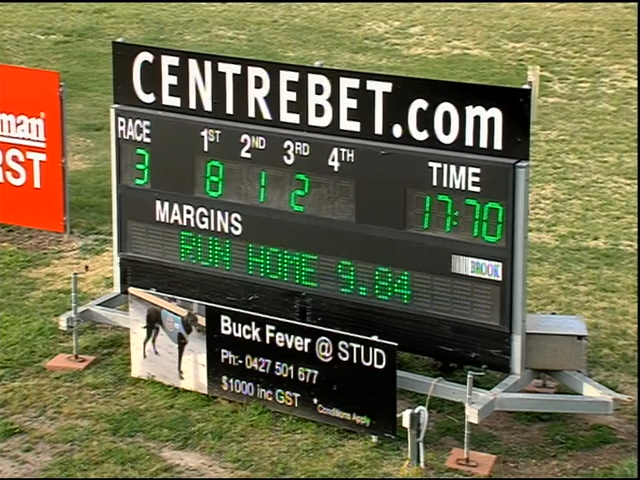 CENTREBET.com
man
RST
RACE 1ST 2ND 3RD 4TH TIME
3 8 1 2 17:70
MARGINS
RUN HOME 9.84
BROOK
Buck Fever @ STUD
Ph:- 0427 501 677
$1000 inc GST *Conditions Apply